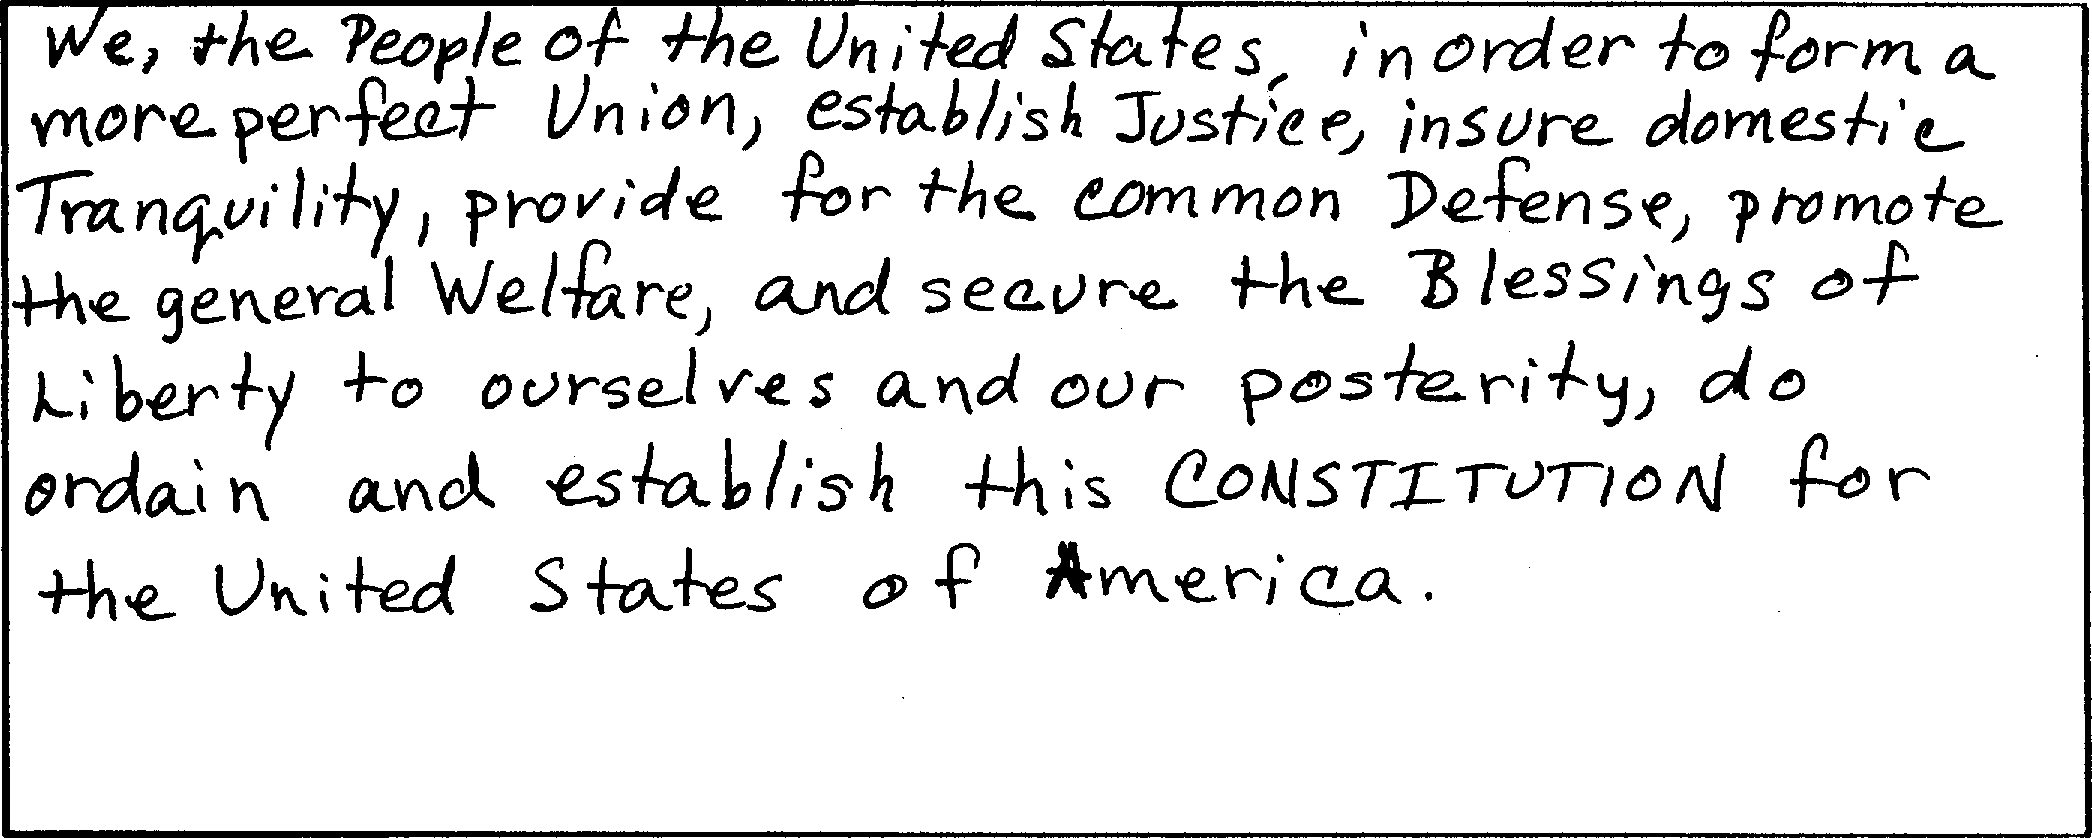 We, the People of the United States, in order to form a
more perfect Union, establish Justice, insure domestic
Tranquility, provide for the common Defense, promote
the general Welfare, and secure the Blessings of
Liberty to ourselves and our posterity, do
ordain and establish this CONSTITUTION for
the United States of America.